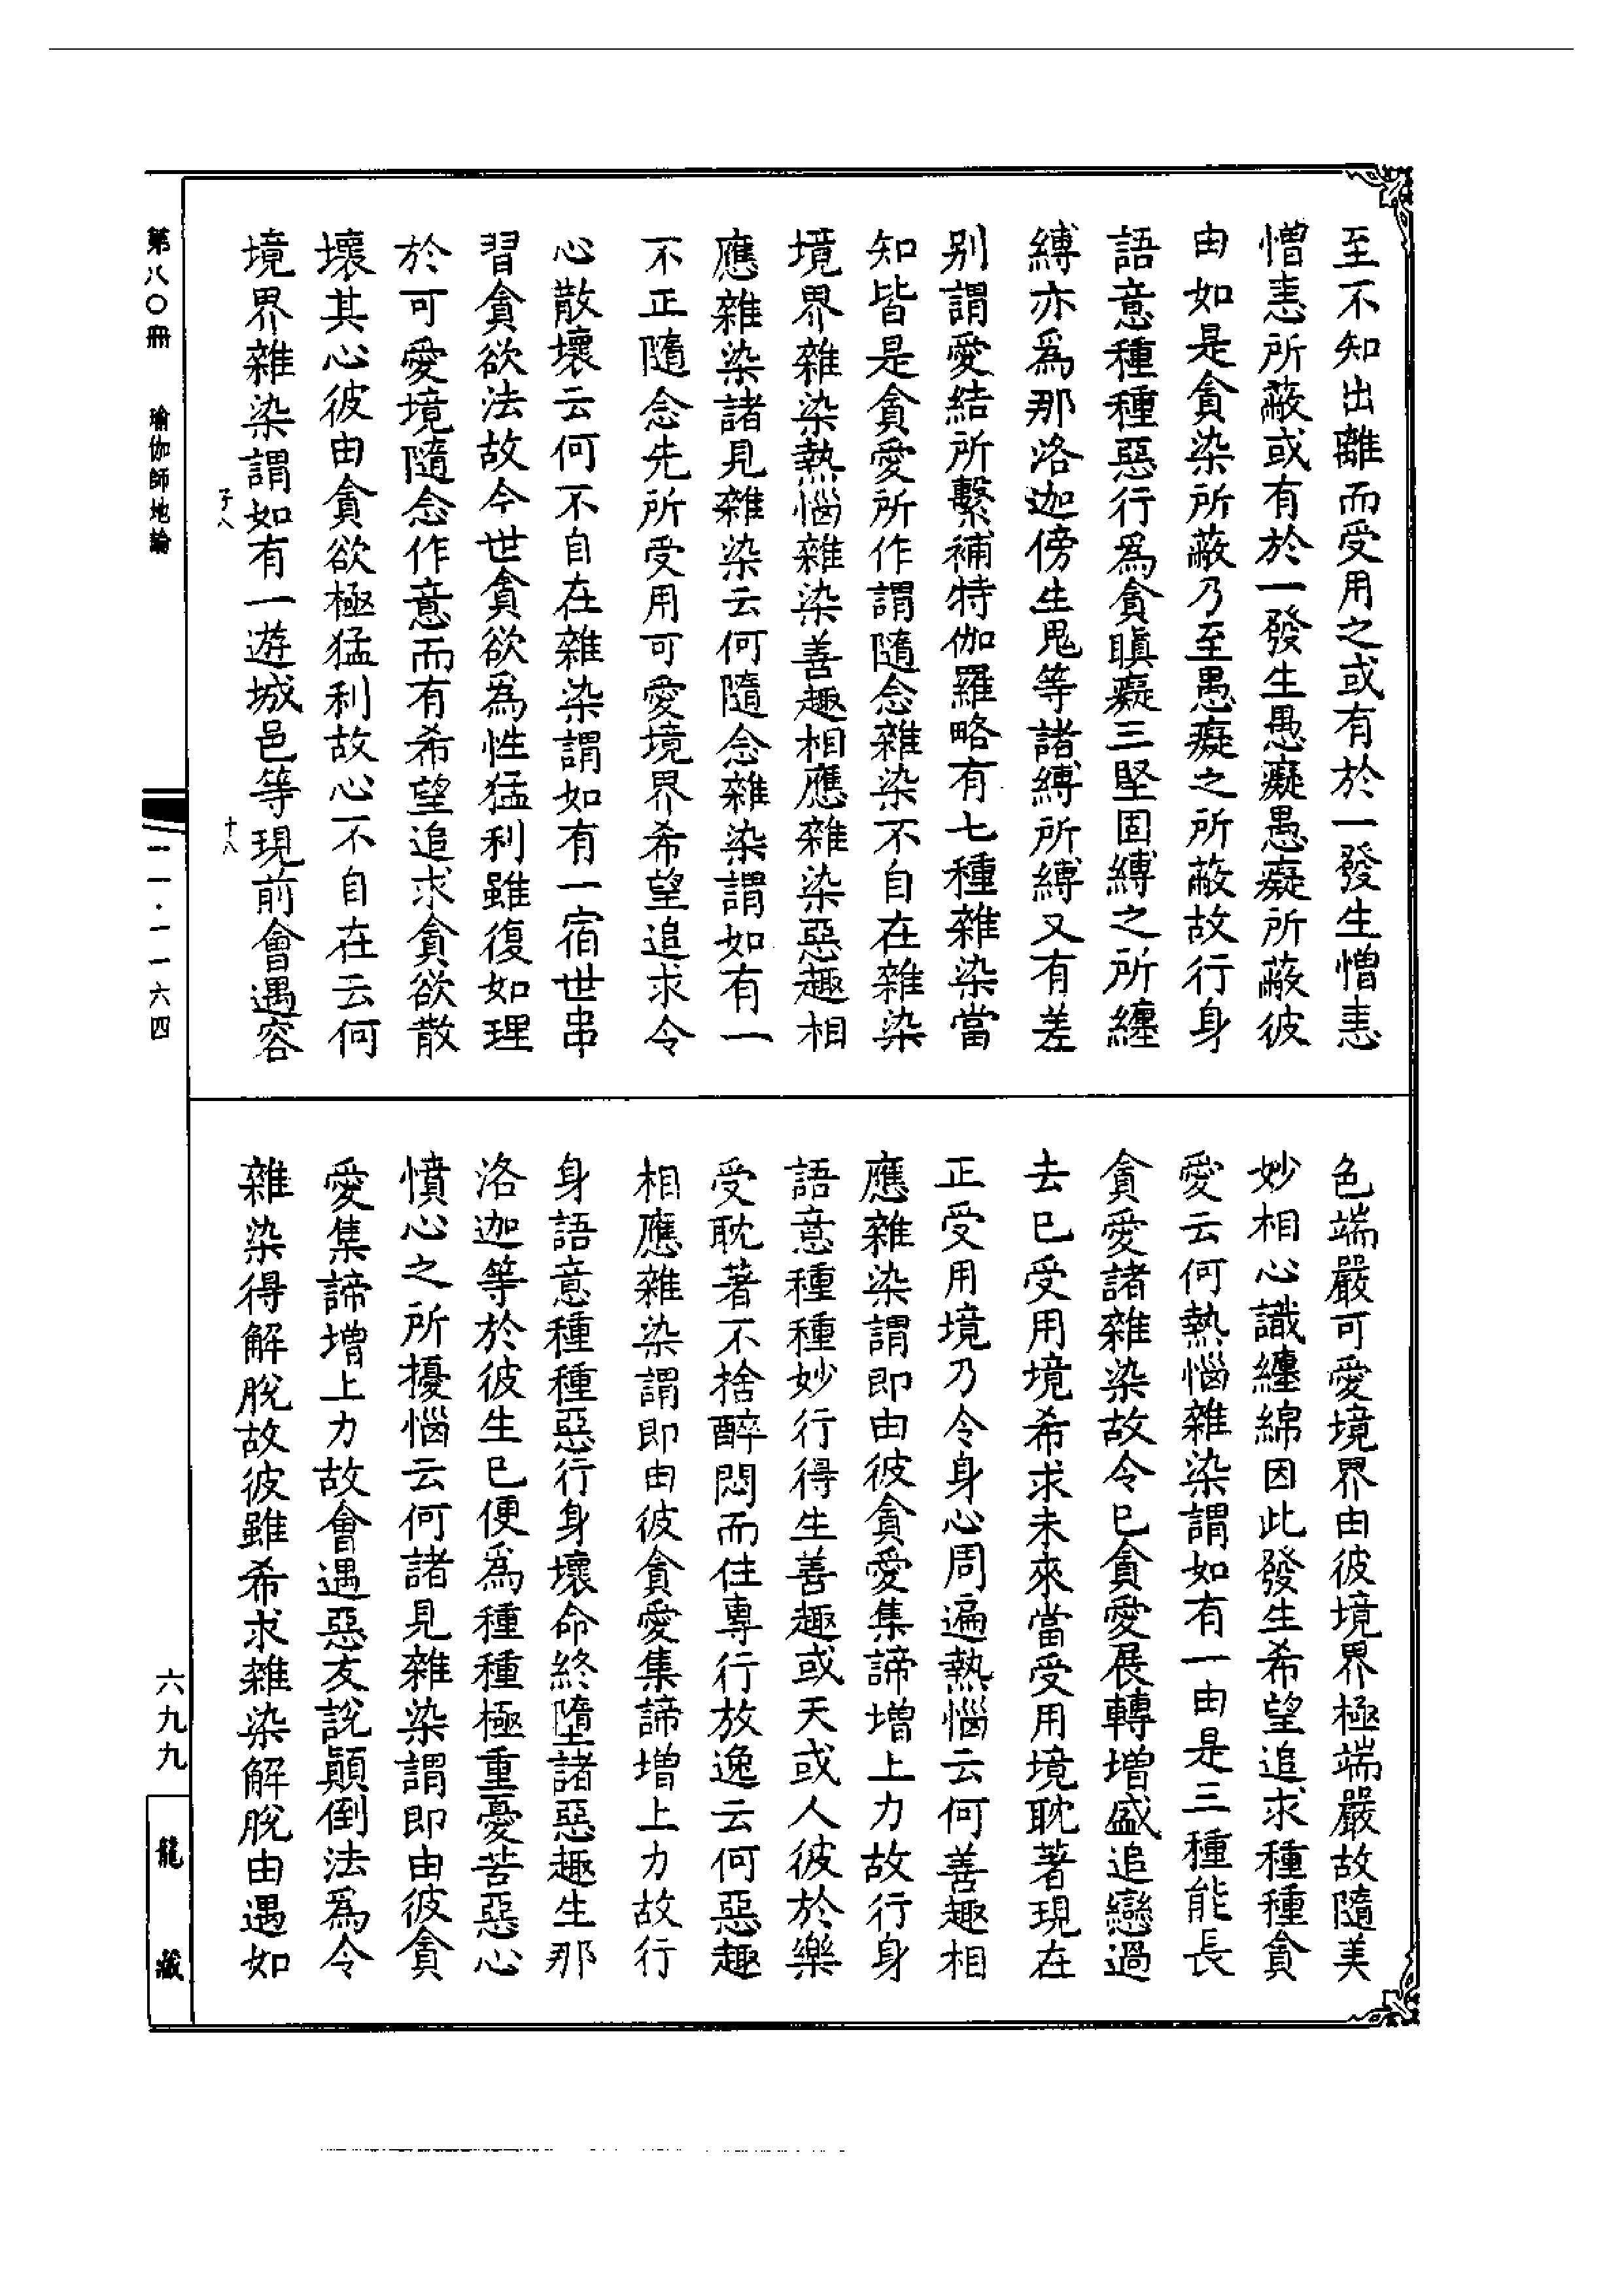 至不知出離而受用之或有於一發生憎恚
憎恚所蔽或有於一發生愚癡愚癡所蔽彼
由如是貪染所蔽乃至愚癡之所蔽故行身
語意種種惡行為貪瞋癡三堅固縛之所纏
縛亦為那洛迦傍生鬼等諸縛所縛又有差
別謂愛結所繫補特伽羅略有七種雜染當
知皆是貪愛所作謂隨念雜染不自在雜染
境界雜染熱惱雜染善趣相應雜染惡趣相
應雜染諸見雜染云何隨念雜染謂如有一
不正隨念先所受用可愛境界希望追求令
心散壞云何不自在雜染謂如有一宿世串
習貪欲法故今世貪欲為性猛利雖復如理
於可愛境隨念作意而有希望追求貪欲散
壞其心彼由貪欲極猛利故心不自在云何
境界雜染謂如有一遊城邑等現前會遇容
子八
十八
第八〇冊
瑜伽師地論
一一一·一一六四
色端嚴可愛境界由彼境界極端嚴故隨美
妙相心識纏綿因此發生希望追求種種貪
愛云何熱惱雜染謂如有一由是三種能長
貪愛諸雜染故令已貪愛展轉增盛追戀過
去已受用境希求未來當受用境耽著現在
正受用境乃令身心周遍熱惱云何善趣相
應雜染謂即由彼貪愛集諦增上力故行身
語意種種妙行得生善趣或天或人彼於樂
受耽著不捨醉悶而住專行放逸云何惡趣
相應雜染謂即由彼貪愛集諦增上力故行
身語意種種惡行身壞命終墮諸惡趣生那
洛迦等於彼生已便為種種極重憂苦惡心
憤心之所擾惱云何諸見雜染謂即由彼貪
愛集諦增上力故會遇惡友說顛倒法為令
雜染得解脫故彼雖希求雜染解脫由遇如
六九九
龍藏